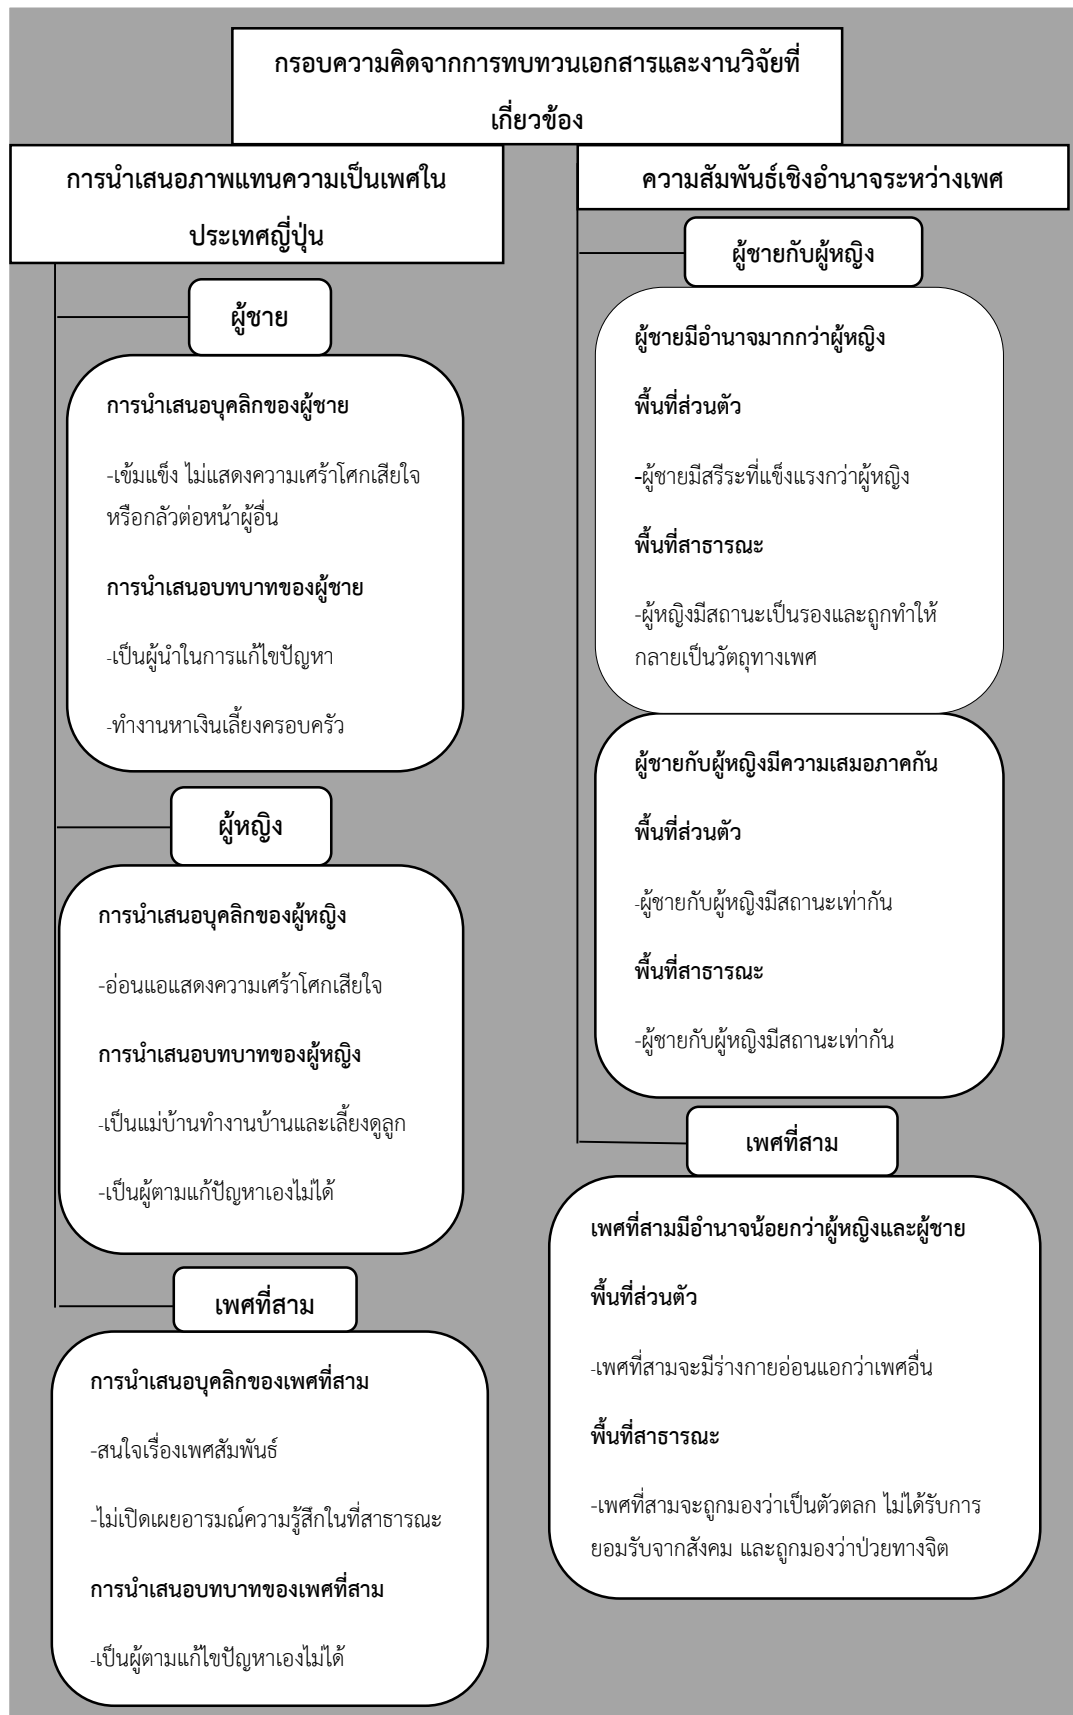 กรอบความคิดจากการทบทวนเอกสารและงานวิจัยที่
เกี่ยวข้อง
การนำเสนอภาพแทนความเป็นเพศใน
ประเทศญี่ปุ่น
ผู้ชาย
การนำเสนอบุคลิกของผู้ชาย
-เข้มแข็ง ไม่แสดงความเศร้าโศกเสียใจ
หรือกลัวต่อหน้าผู้อื่น
การนำเสนอบทบาทของผู้ชาย
-เป็นผู้นำในการแก้ไขปัญหา
-ทำงานหาเงินเลี้ยงครอบครัว
ผู้หญิง
การนำเสนอบุคลิกของผู้หญิง
-อ่อนแอแสดงความเศร้าโศกเสียใจ
การนำเสนอบทบาทของผู้หญิง
-เป็นแม่บ้านทำงานบ้านและเลี้ยงดูลูก
-เป็นผู้ตามแก้ปัญหาเองไม่ได้
เพศที่สาม
การนำเสนอบุคลิกของเพศที่สาม
-สนใจเรื่องเพศสัมพันธ์
-ไม่เปิดเผยอารมณ์ความรู้สึกในที่สาธารณะ
การนำเสนอบทบาทของเพศที่สาม
-เป็นผู้ตามแก้ไขปัญหาเองไม่ได้
ความสัมพันธ์เชิงอำนาจระหว่างเพศ
ผู้ชายกับผู้หญิง
ผู้ชายมีอำนาจมากกว่าผู้หญิง
พื้นที่ส่วนตัว
-ผู้ชายมีสรีระที่แข็งแรงกว่าผู้หญิง
พื้นที่สาธารณะ
-ผู้หญิงมีสถานะเป็นรองและถูกทำให้
กลายเป็นวัตถุทางเพศ
ผู้ชายกับผู้หญิงมีความเสมอภาคกัน
พื้นที่ส่วนตัว
-ผู้ชายกับผู้หญิงมีสถานะเท่ากัน
พื้นที่สาธารณะ
-ผู้ชายกับผู้หญิงมีสถานะเท่ากัน
เพศที่สาม
เพศที่สามมีอำนาจน้อยกว่าผู้หญิงและผู้ชาย
พื้นที่ส่วนตัว
-เพศที่สามจะมีร่างกายอ่อนแอกว่าเพศอื่น
พื้นที่สาธารณะ
-เพศที่สามจะถูกมองว่าเป็นตัวตลก ไม่ได้รับการ
ยอมรับจากสังคม และถูกมองว่าป่วยทางจิต